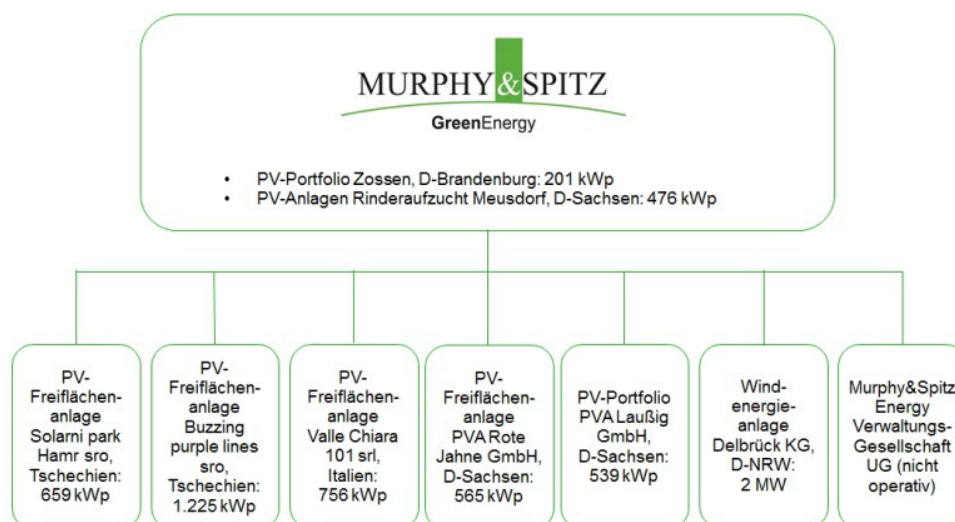 MURPHY&SPITZ
GreenEnergy
• PV-Portfolio Zossen, D-Brandenburg: 201 kWp
• PV-Anlagen Rinderaufzucht Meusdorf, D-Sachsen: 476 kWp
PV-
Freiflächen-
anlage
Solarni park
Hamr sro,
Tschechien:
659 kWp
PV-
Freiflächen-
anlage
Buzzing
purple lines
sro,
Tschechien:
1.225 kWp
PV-
Freiflächen-
anlage
Valle Chiara
101 srl,
Italien:
756 kWp
PV-
Freiflächen-
anlage
PVA Rote
Jahne GmbH,
D-Sachsen:
565 kWp
PV-Portfolio
PVA Laußig
GmbH,
D-Sachsen:
539 kWp
Wind-
energie-
anlage
Delbrück KG,
D-NRW:
2 MW
Murphy&Spitz
Energy
Verwaltungs-
Gesellschaft
UG (nicht
operativ)